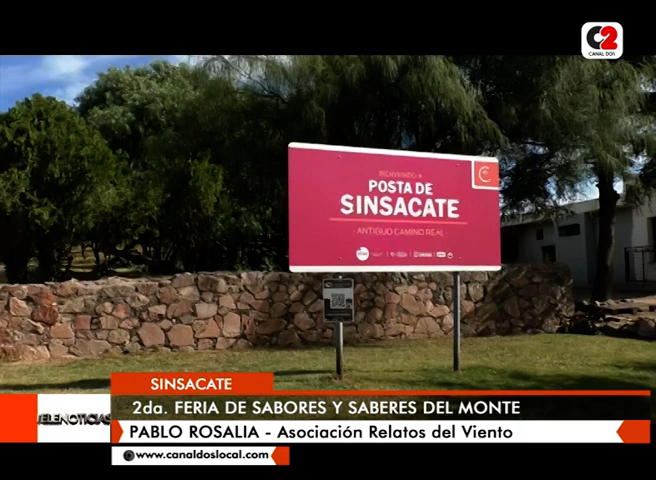 C2
CANAL DOS
BIENVENIDO A
POSTA DE
SINSACATE
- ANTIGUO CAMINO REAL -
SINSACATE
2da. FERIA DE SABORES Y SABERES DEL MONTE
TELENOTICIAS
PABLO ROSALIA - Asociación Relatos del Viento
www.canaldoslocal.com